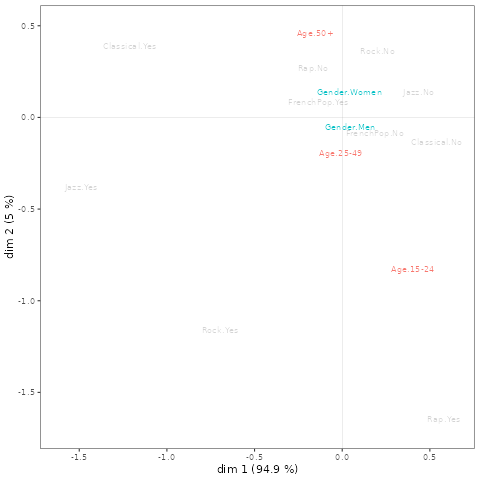 0.5
Age.50+
Classical.Yes
Rock.No
Rap.No
Gender.Women
Jazz.No
FrenchPop.Yes
0.0
Gender.Men
FrenchPop.No
Classical.No
Age.25-49
Jazz.Yes
-0.5
dim 2 (5 %)
Age.15-24
-1.0
Rock.Yes
-1.5
Rap.Yes
-1.5 -1.0 -0.5 0.0 0.5
dim 1 (94.9 %)